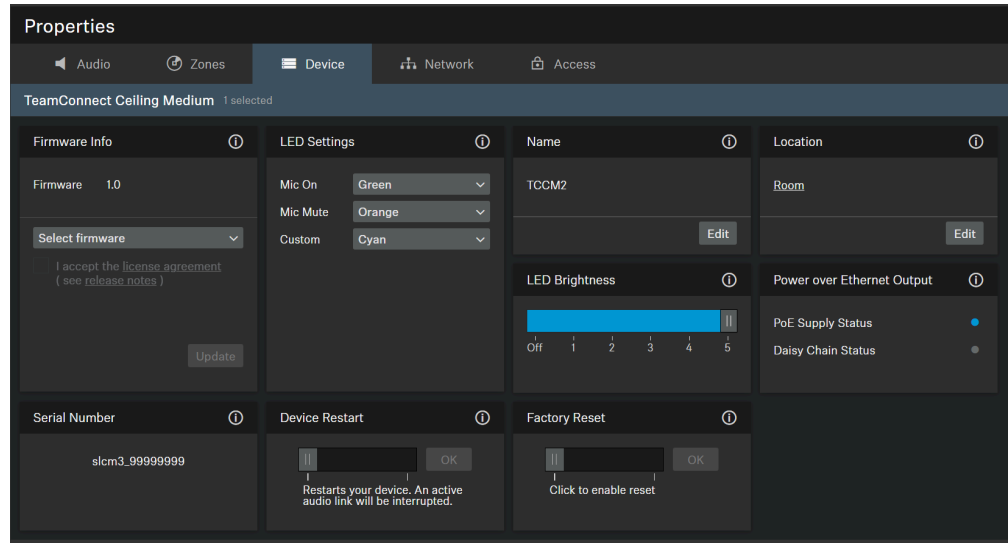 Properties
Audio
Zones
Device
Network
Access
TeamConnect Ceiling Medium 1 selected
Firmware Info
Firmware 1.0
Select firmware
I accept the license agreement
( see release notes )
Update
LED Settings
Mic On Green
Mic Mute Orange
Custom Cyan
Name
TCCM2
Edit
Location
Room
Edit
LED Brightness
Off 1 2 3 4 5
Power over Ethernet Output
PoE Supply Status
Daisy Chain Status
Serial Number
slcm3_99999999
Device Restart
OK
Restarts your device. An active
audio link will be interrupted.
Factory Reset
OK
Click to enable reset